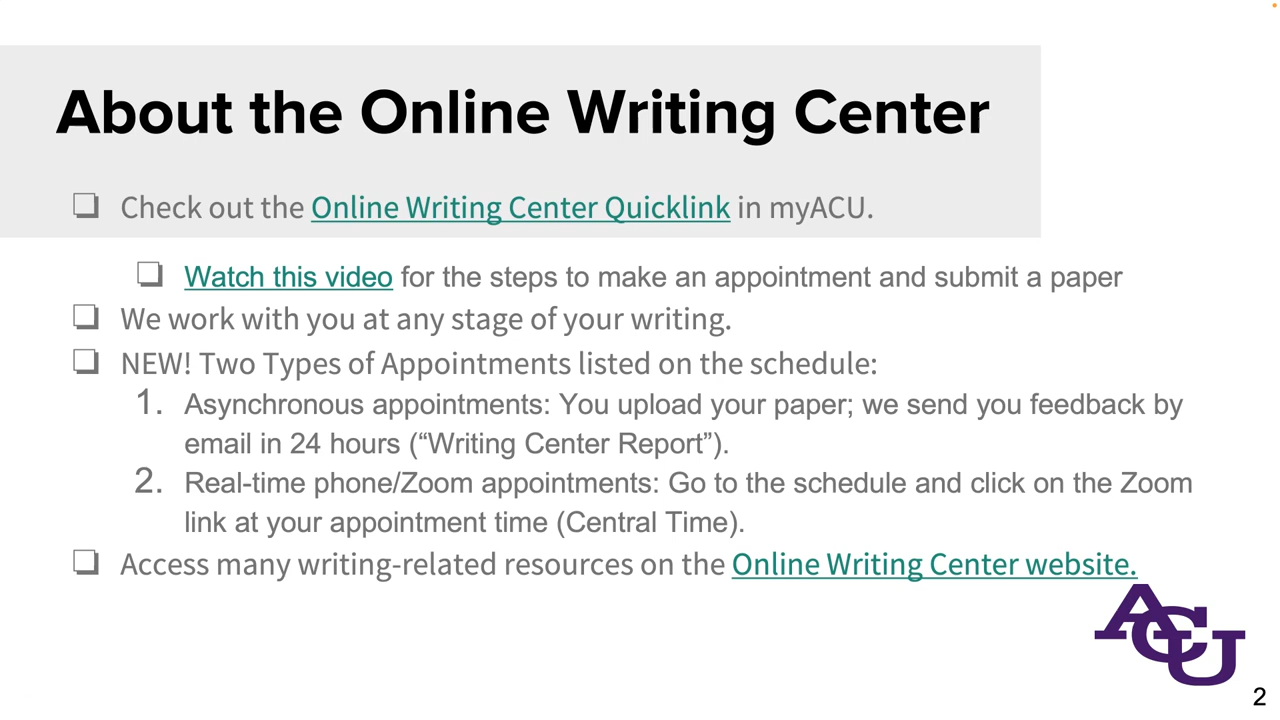 About the Online Writing Center
❏ Check out the Online Writing Center Quicklink in myACU.
❏ Watch this video for the steps to make an appointment and submit a paper
❏ We work with you at any stage of your writing.
❏ NEW! Two Types of Appointments listed on the schedule:
1. Asynchronous appointments: You upload your paper; we send you feedback by
email in 24 hours (“Writing Center Report”).
2. Real-time phone/Zoom appointments: Go to the schedule and click on the Zoom
link at your appointment time (Central Time).
❏ Access many writing-related resources on the Online Writing Center website.
ACU
2